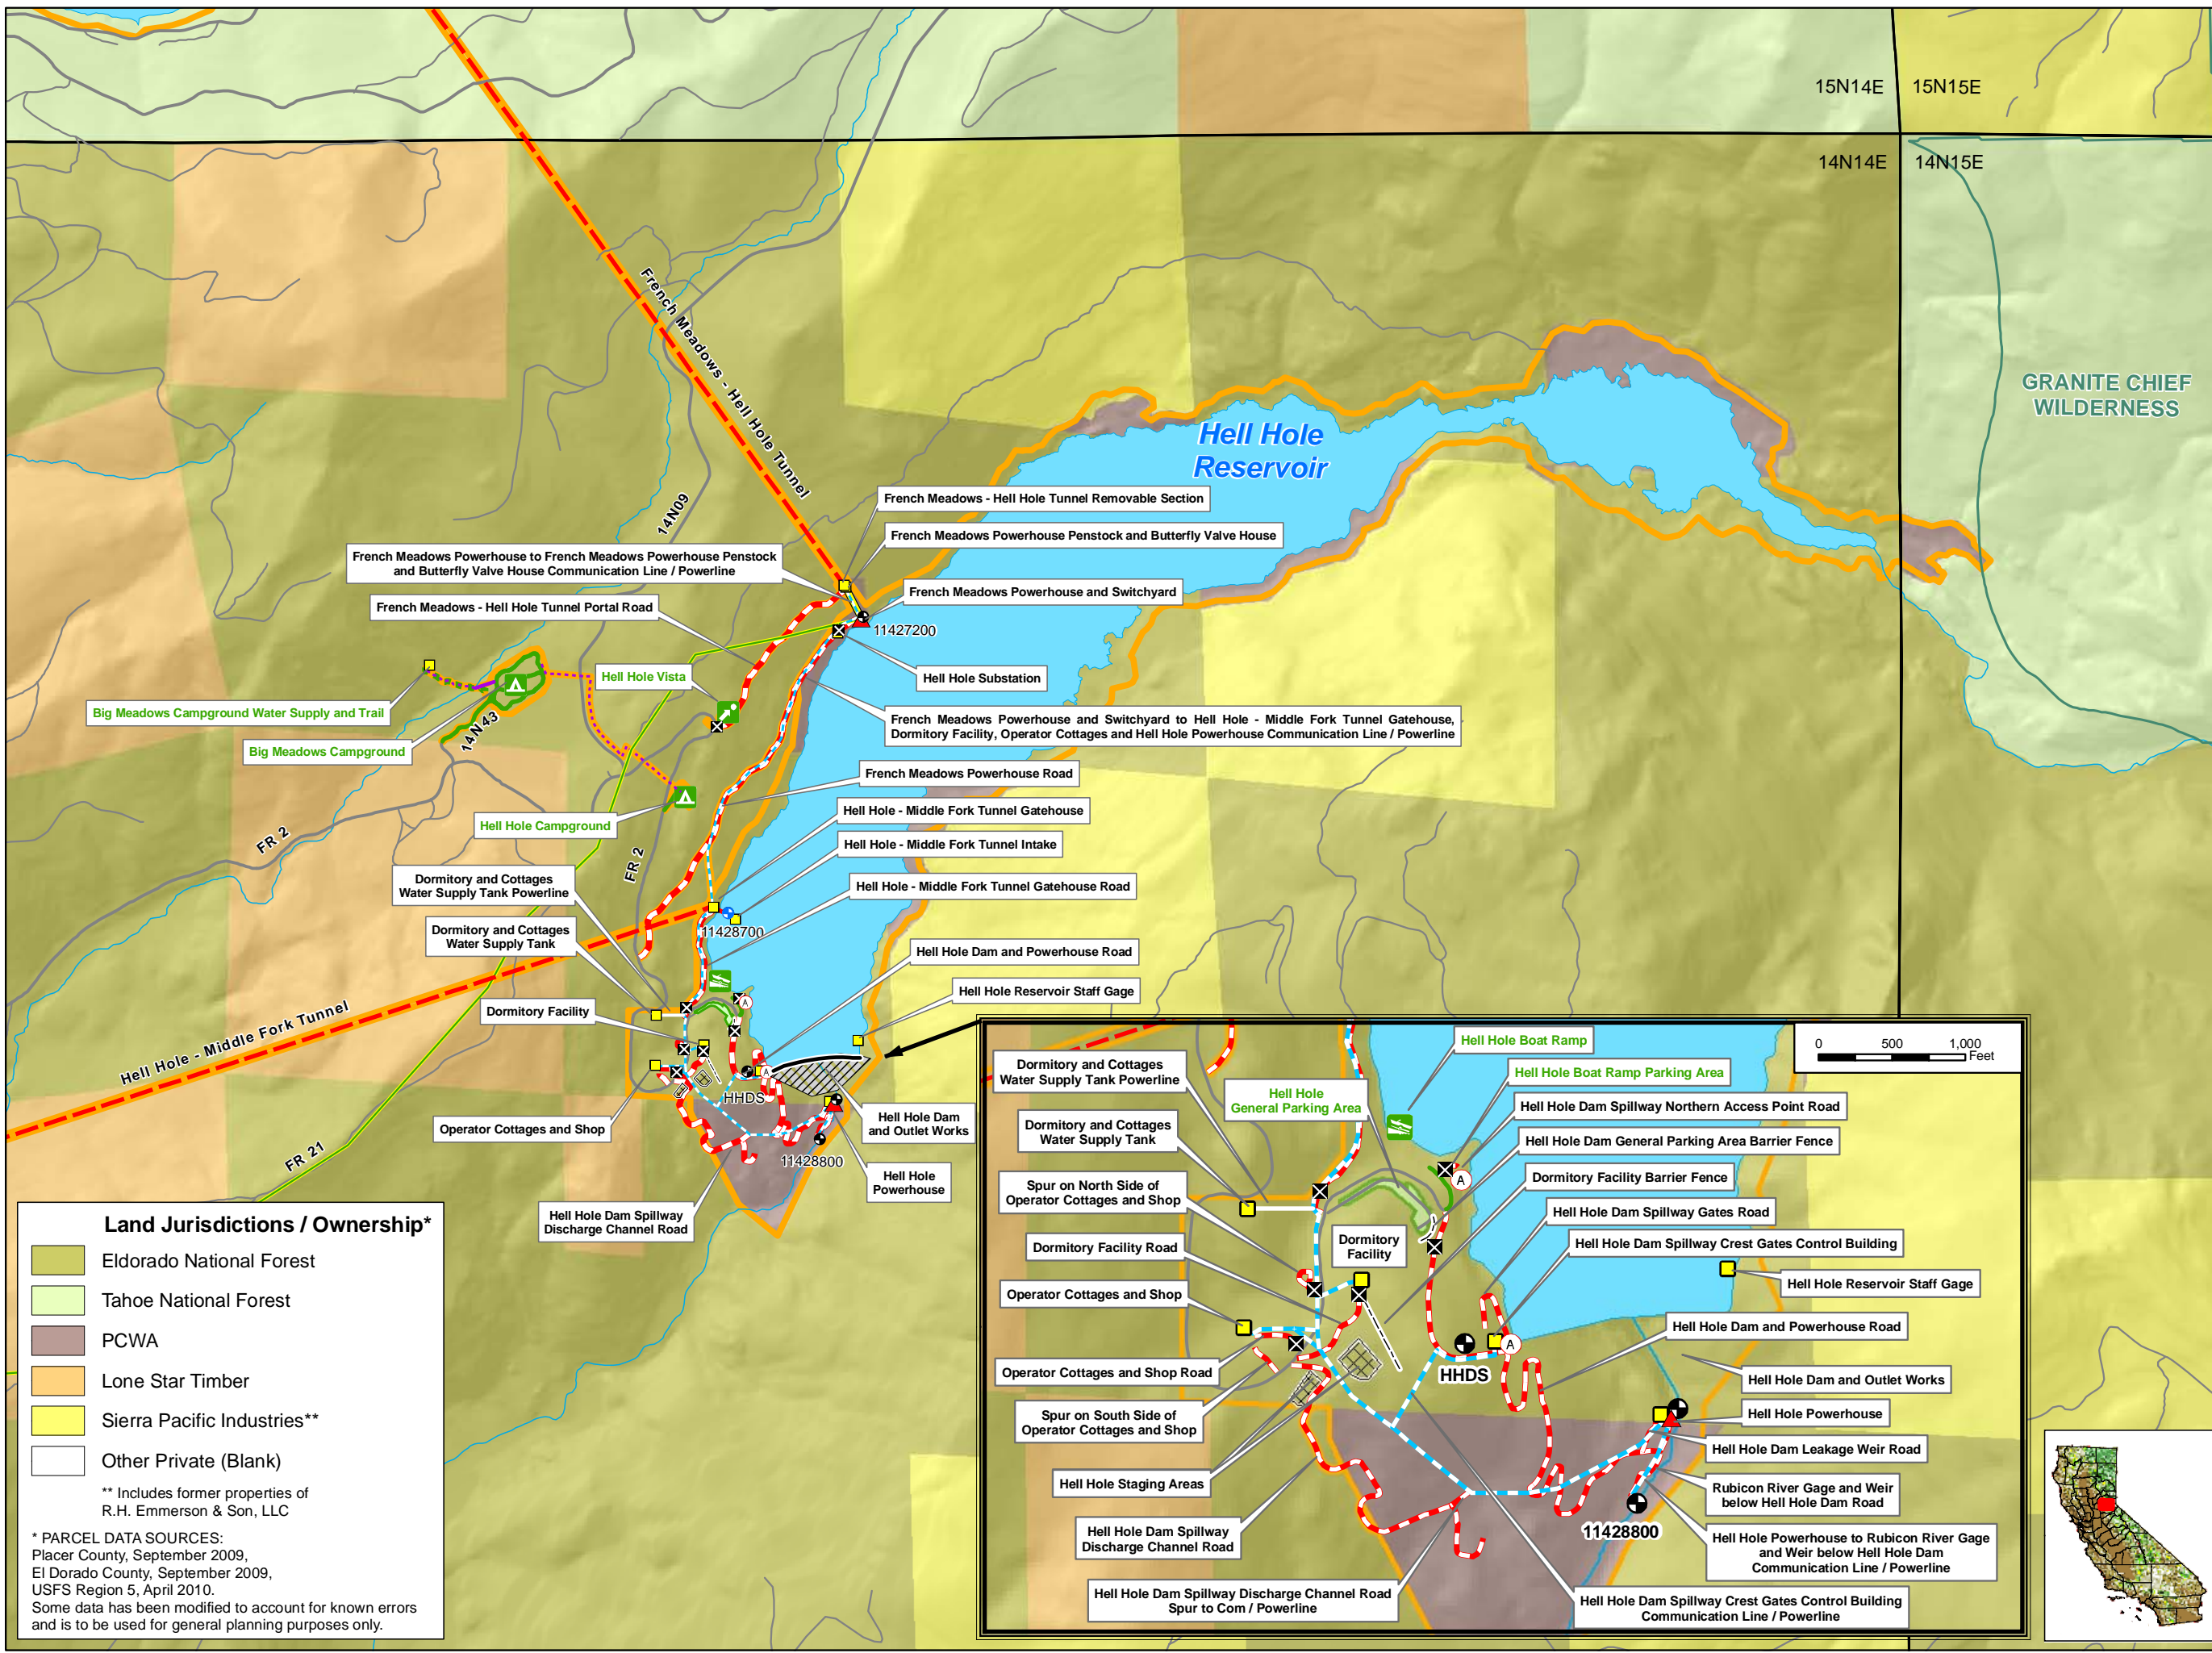 15N14E
15N15E
14N14E
14N15E
GRANITE CHIEF
WILDERNESS
Hell Hole
Reservoir
French Meadows - Hell Hole Tunnel
14N09
French Meadows - Hell Hole Tunnel Removable Section
French Meadows Powerhouse Penstock and Butterfly Valve House
French Meadows Powerhouse to French Meadows Powerhouse Penstock
and Butterfly Valve House Communication Line / Powerline
French Meadows Powerhouse and Switchyard
French Meadows - Hell Hole Tunnel Portal Road
11427200
Hell Hole Vista
Hell Hole Substation
Big Meadows Campground Water Supply and Trail
14N43
Big Meadows Campground
French Meadows Powerhouse and Switchyard to Hell Hole - Middle Fork Tunnel Gatehouse,
Dormitory Facility, Operator Cottages and Hell Hole Powerhouse Communication Line / Powerline
French Meadows Powerhouse Road
Hell Hole - Middle Fork Tunnel Gatehouse
Hell Hole Campground
Hell Hole - Middle Fork Tunnel Intake
FR 2
FR 2
Dormitory and Cottages
Water Supply Tank Powerline
Hell Hole - Middle Fork Tunnel Gatehouse Road
Dormitory and Cottages
Water Supply Tank
11428700
Hell Hole Dam and Powerhouse Road
Hell Hole Reservoir Staff Gage
Dormitory Facility
A
Hell Hole - Middle Fork Tunnel
A
HHDS
Operator Cottages and Shop
Hell Hole Dam
and Outlet Works
FR 21
11428800
Hell Hole
Powerhouse
Hell Hole Dam Spillway
Discharge Channel Road
Land Jurisdictions / Ownership*
Eldorado National Forest
Tahoe National Forest
PCWA
Lone Star Timber
Sierra Pacific Industries**
Other Private (Blank)
** Includes former properties of
R.H. Emmerson & Son, LLC
* PARCEL DATA SOURCES:
Placer County, September 2009,
El Dorado County, September 2009,
USFS Region 5, April 2010.
Some data has been modified to account for known errors
and is to be used for general planning purposes only.
0 500 1,000
Feet
Hell Hole Boat Ramp
Dormitory and Cottages
Water Supply Tank Powerline
Hell Hole Boat Ramp Parking Area
Hell Hole
General Parking Area
Hell Hole Dam Spillway Northern Access Point Road
Dormitory and Cottages
Water Supply Tank
Hell Hole Dam General Parking Area Barrier Fence
Dormitory Facility Barrier Fence
A
Spur on North Side of
Operator Cottages and Shop
Hell Hole Dam Spillway Gates Road
Dormitory
Facility
Hell Hole Dam Spillway Crest Gates Control Building
Dormitory Facility Road
Hell Hole Reservoir Staff Gage
Operator Cottages and Shop
Hell Hole Dam and Powerhouse Road
A
Operator Cottages and Shop Road
HHDS
Hell Hole Dam and Outlet Works
Hell Hole Powerhouse
Spur on South Side of
Operator Cottages and Shop
Hell Hole Dam Leakage Weir Road
Hell Hole Staging Areas
Rubicon River Gage and Weir
below Hell Hole Dam Road
11428800
Hell Hole Dam Spillway
Discharge Channel Road
Hell Hole Powerhouse to Rubicon River Gage
and Weir below Hell Hole Dam
Communication Line / Powerline
Hell Hole Dam Spillway Discharge Channel Road
Spur to Com / Powerline
Hell Hole Dam Spillway Crest Gates Control Building
Communication Line / Powerline